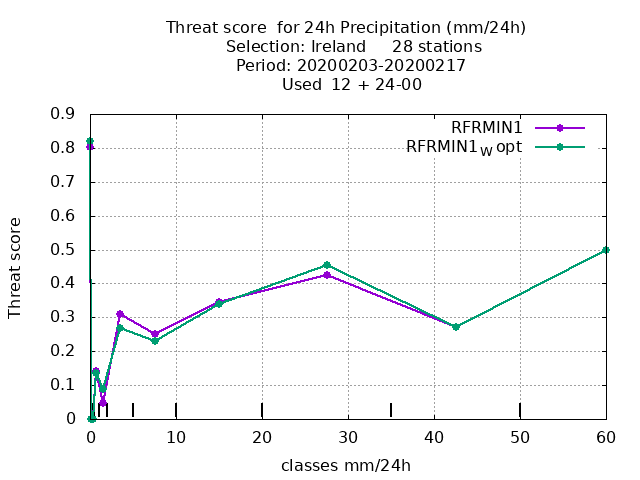 Threat score  for 24h Precipitation (mm/24h)
Selection: Ireland     28 stations
Period: 20200203-20200217
Used  12 + 24-00
RFRMIN1
RFRMIN1W opt
0.9
0.8
0.7
0.6
0.5
0.4
0.3
0.2
0.1
0
Threat score
0 10 20 30 40 50 60
classes mm/24h